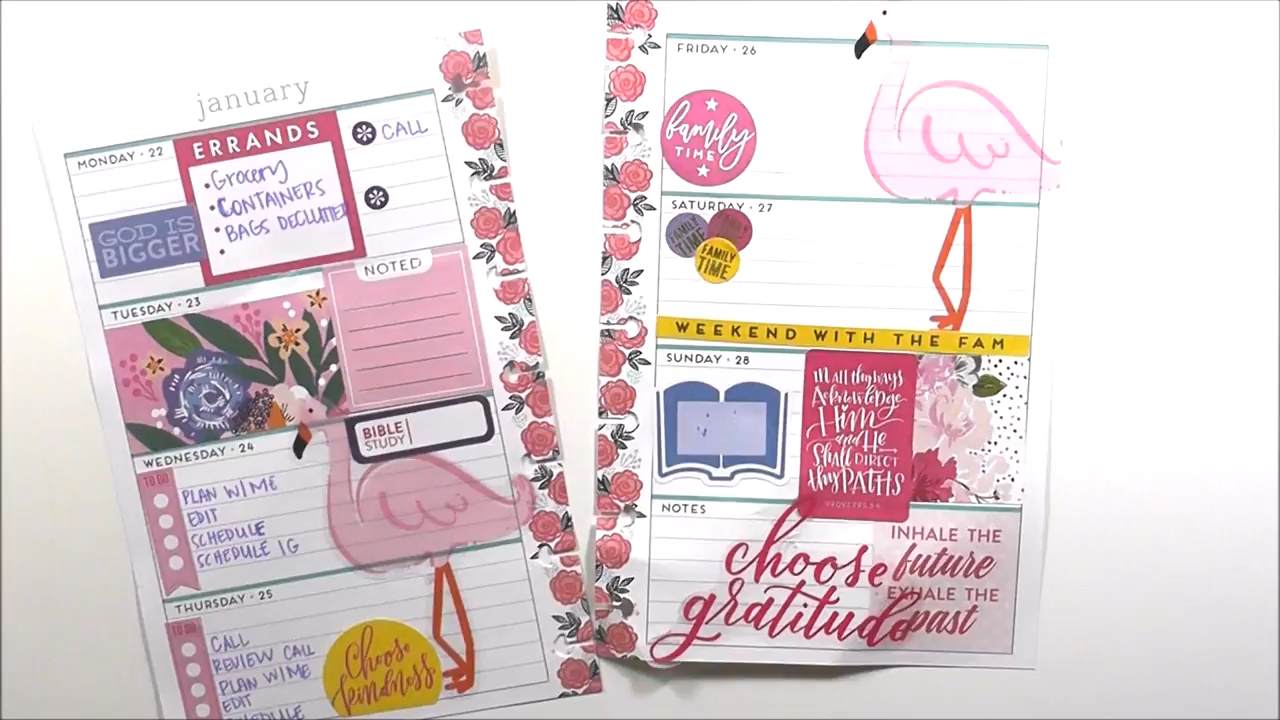 january
MONDAY · 22
ERRANDS
• Grocery
• CONTAINERS
• BAGS DECLUTTER
•
CALL
GOD IS
BIGGER
TUESDAY · 23
NOTED
WEDNESDAY · 24
BIBLE
STUDY
TO DO
PLAN W/ ME
EDIT
SCHEDULE
SCHEDULE IG
THURSDAY · 25
TO DO
CALL
REVIEW CALL
PLAN W/ ME
EDIT
SCHEDULE
Choose
kindness
FRIDAY · 26
family
TIME
SATURDAY · 27
FAMILY
TIME
FAMILY
TIME
WEEKEND WITH THE FAM
SUNDAY · 28
In all thy ways
Acknowledge
Him
and He
Shall DIRECT
thy PATHS
NOTES
choose
gratitude
INHALE THE
future
EXHALE THE
past